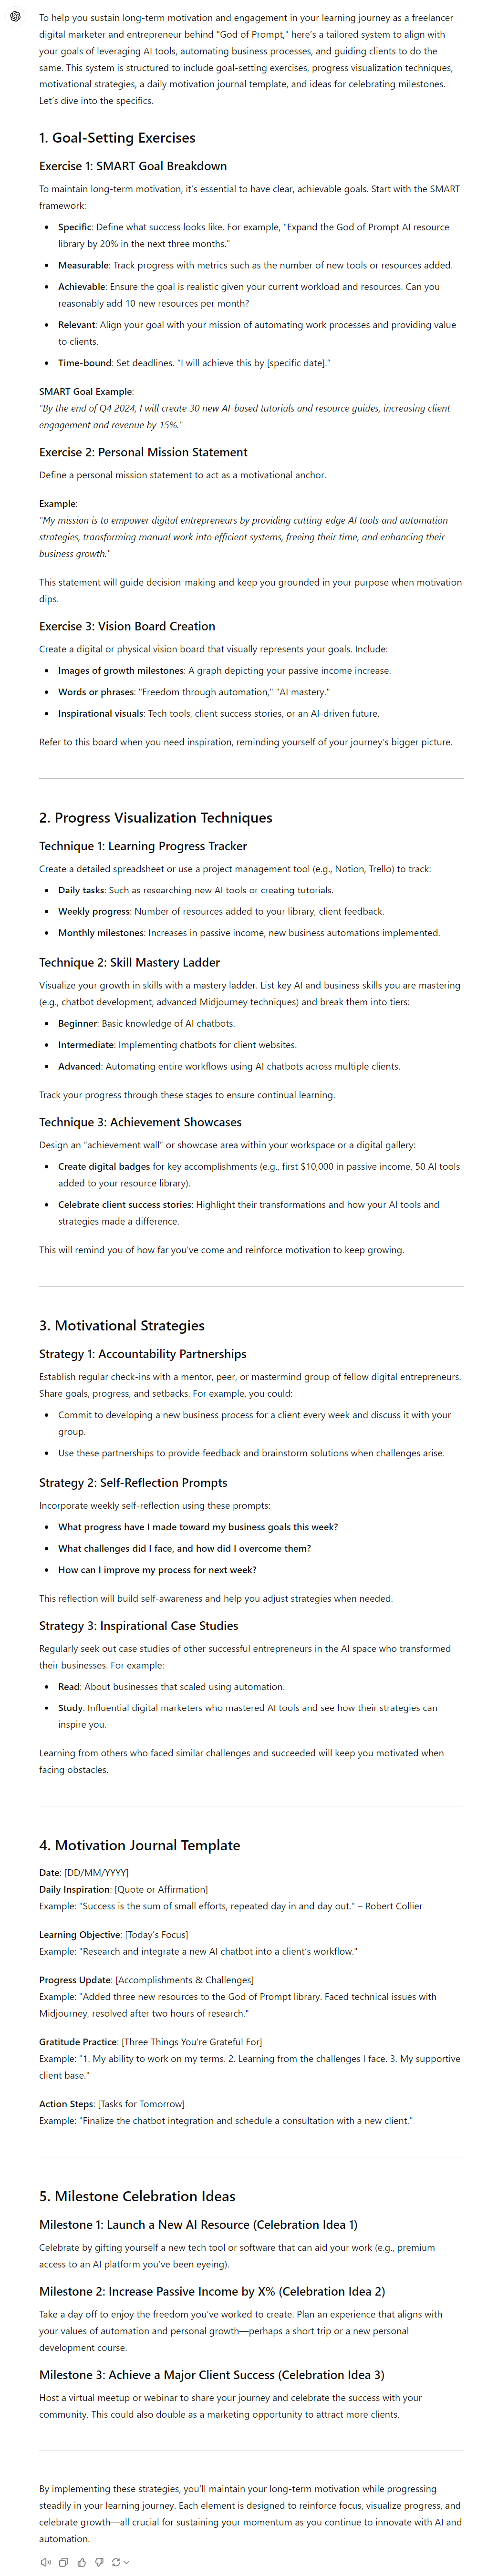 To help you sustain long-term motivation and engagement in your learning journey as a freelancer
digital marketer and entrepreneur behind "God of Prompt," here's a tailored system to align with
your goals of leveraging AI tools, automating business processes, and guiding clients to do the
same. This system is structured to include goal-setting exercises, progress visualization techniques,
motivational strategies, a daily motivation journal template, and ideas for celebrating milestones.
Let's dive into the specifics.
1. Goal-Setting Exercises
Exercise 1: SMART Goal Breakdown
To maintain long-term motivation, it's essential to have clear, achievable goals. Start with the SMART
framework:
• Specific: Define what success looks like. For example, "Expand the God of Prompt AI resource
library by 20% in the next three months."
• Measurable: Track progress with metrics such as the number of new tools or resources added.
• Achievable: Ensure the goal is realistic given your current workload and resources. Can you
reasonably add 10 new resources per month?
• Relevant: Align your goal with your mission of automating work processes and providing value
to clients.
• Time-bound: Set deadlines. "I will achieve this by [specific date]."
SMART Goal Example:
"By the end of Q4 2024, I will create 30 new AI-based tutorials and resource guides, increasing client
engagement and revenue by 15%."
Exercise 2: Personal Mission Statement
Define a personal mission statement to act as a motivational anchor.
Example:
"My mission is to empower digital entrepreneurs by providing cutting-edge AI tools and automation
strategies, transforming manual work into efficient systems, freeing their time, and enhancing their
business growth."
This statement will guide decision-making and keep you grounded in your purpose when motivation
dips.
Exercise 3: Vision Board Creation
Create a digital or physical vision board that visually represents your goals. Include:
• Images of growth milestones: A graph depicting your passive income increase.
• Words or phrases: "Freedom through automation," "AI mastery."
• Inspirational visuals: Tech tools, client success stories, or an AI-driven future.
Refer to this board when you need inspiration, reminding yourself of your journey's bigger picture.
2. Progress Visualization Techniques
Technique 1: Learning Progress Tracker
Create a detailed spreadsheet or use a project management tool (e.g., Notion, Trello) to track:
• Daily tasks: Such as researching new AI tools or creating tutorials.
• Weekly progress: Number of resources added to your library, client feedback.
• Monthly milestones: Increases in passive income, new business automations implemented.
Technique 2: Skill Mastery Ladder
Visualize your growth in skills with a mastery ladder. List key AI and business skills you are mastering
(e.g., chatbot development, advanced Midjourney techniques) and break them into tiers:
• Beginner: Basic knowledge of AI chatbots.
• Intermediate: Implementing chatbots for client websites.
• Advanced: Automating entire workflows using AI chatbots across multiple clients.
Track your progress through these stages to ensure continual learning.
Technique 3: Achievement Showcases
Design an "achievement wall" or showcase area within your workspace or a digital gallery:
• Create digital badges for key accomplishments (e.g., first $10,000 in passive income, 50 AI tools
added to your resource library).
• Celebrate client success stories: Highlight their transformations and how your AI tools and
strategies made a difference.
This will remind you of how far you've come and reinforce motivation to keep growing.
3. Motivational Strategies
Strategy 1: Accountability Partnerships
Establish regular check-ins with a mentor, peer, or mastermind group of fellow digital entrepreneurs.
Share goals, progress, and setbacks. For example, you could:
• Commit to developing a new business process for a client every week and discuss it with your
group.
• Use these partnerships to provide feedback and brainstorm solutions when challenges arise.
Strategy 2: Self-Reflection Prompts
Incorporate weekly self-reflection using these prompts:
• What progress have I made toward my business goals this week?
• What challenges did I face, and how did I overcome them?
• How can I improve my process for next week?
This reflection will build self-awareness and help you adjust strategies when needed.
Strategy 3: Inspirational Case Studies
Regularly seek out case studies of other successful entrepreneurs in the AI space who transformed
their businesses. For example:
• Read: About businesses that scaled using automation.
• Study: Influential digital marketers who mastered AI tools and see how their strategies can
inspire you.
Learning from others who faced similar challenges and succeeded will keep you motivated when
facing obstacles.
4. Motivation Journal Template
Date: [DD/MM/YYYY]
Daily Inspiration: [Quote or Affirmation]
Example: "Success is the sum of small efforts, repeated day in and day out." – Robert Collier
Learning Objective: [Today's Focus]
Example: "Research and integrate a new AI chatbot into a client's workflow."
Progress Update: [Accomplishments & Challenges]
Example: "Added three new resources to the God of Prompt library. Faced technical issues with
Midjourney, resolved after two hours of research."
Gratitude Practice: [Three Things You're Grateful For]
Example: "1. My ability to work on my terms. 2. Learning from the challenges I face. 3. My supportive
client base."
Action Steps: [Tasks for Tomorrow]
Example: "Finalize the chatbot integration and schedule a consultation with a new client."
5. Milestone Celebration Ideas
Milestone 1: Launch a New AI Resource (Celebration Idea 1)
Celebrate by gifting yourself a new tech tool or software that can aid your work (e.g., premium
access to an AI platform you've been eyeing).
Milestone 2: Increase Passive Income by X% (Celebration Idea 2)
Take a day off to enjoy the freedom you've worked to create. Plan an experience that aligns with
your values of automation and personal growth—perhaps a short trip or a new personal
development course.
Milestone 3: Achieve a Major Client Success (Celebration Idea 3)
Host a virtual meetup or webinar to share your journey and celebrate the success with your
community. This could also double as a marketing opportunity to attract more clients.
By implementing these strategies, you'll maintain your long-term motivation while progressing
steadily in your learning journey. Each element is designed to reinforce focus, visualize progress, and
celebrate growth—all crucial for sustaining your momentum as you continue to innovate with AI and
automation.